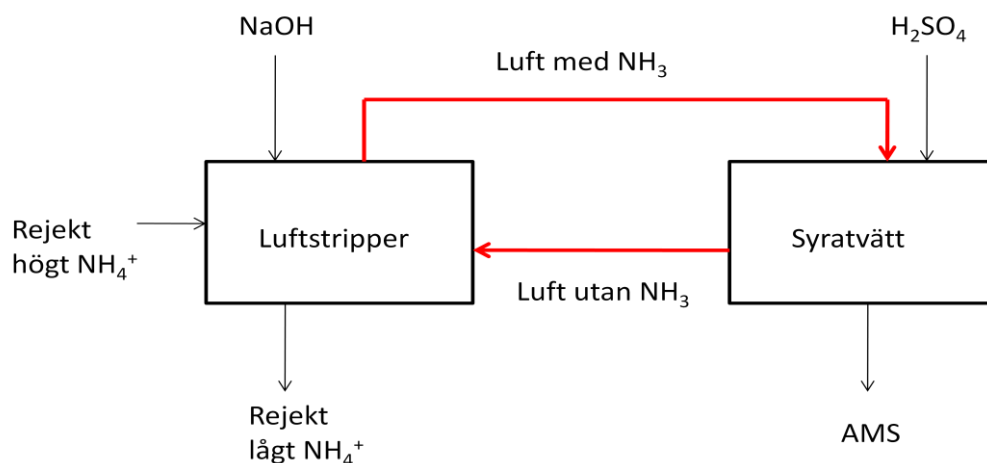 NaOH
H₂SO₄
Luft med NH₃
Rejekt
högt NH₄⁺
Luftstripper
Syratvätt
Luft utan NH₃
Rejekt
lågt NH₄⁺
AMS